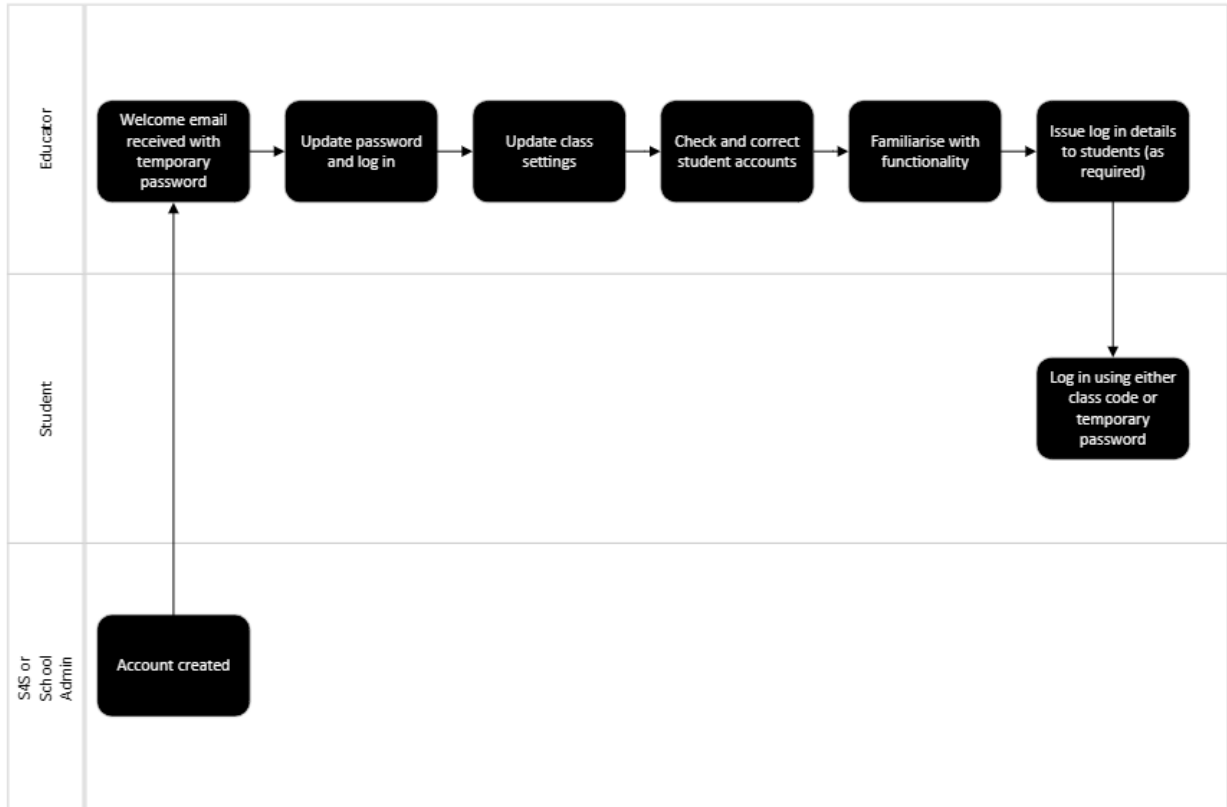 Educator
Welcome email
received with
temporary
password
Update password
and log in
Update class
settings
Check and correct
student accounts
Familiarise with
functionality
Issue log in details
to students (as
required)
Student
Log in using either
class code or
temporary
password
S4S or
School
Admin
Account created